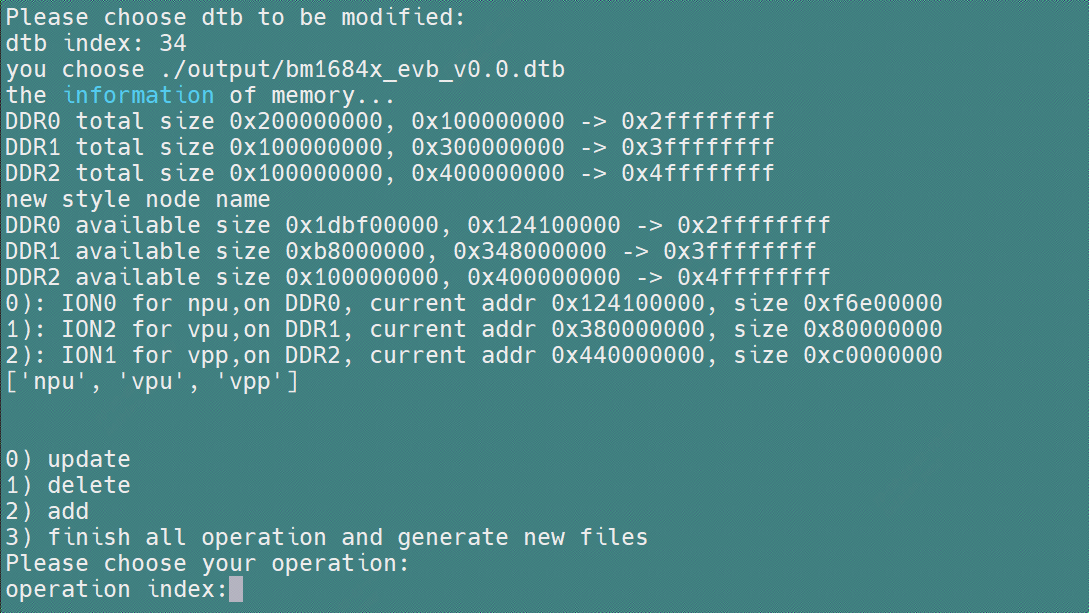 Please choose dtb to be modified:
dtb index: 34
you choose ./output/bm1684x_evb_v0.0.dtb
the information of memory...
DDR0 total size 0x200000000, 0x100000000 -> 0x2ffffffff
DDR1 total size 0x100000000, 0x300000000 -> 0x3ffffffff
DDR2 total size 0x100000000, 0x400000000 -> 0x4ffffffff
new style node name
DDR0 available size 0x1dbf00000, 0x124100000 -> 0x2ffffffff
DDR1 available size 0xb8000000, 0x348000000 -> 0x3ffffffff
DDR2 available size 0x100000000, 0x400000000 -> 0x4ffffffff
0): ION0 for npu,on DDR0, current addr 0x124100000, size 0xf6e00000
1): ION2 for vpu,on DDR1, current addr 0x380000000, size 0x80000000
2): ION1 for vpp,on DDR2, current addr 0x440000000, size 0xc0000000
['npu', 'vpu', 'vpp']
0) update
1) delete
2) add
3) finish all operation and generate new files
Please choose your operation:
operation index: